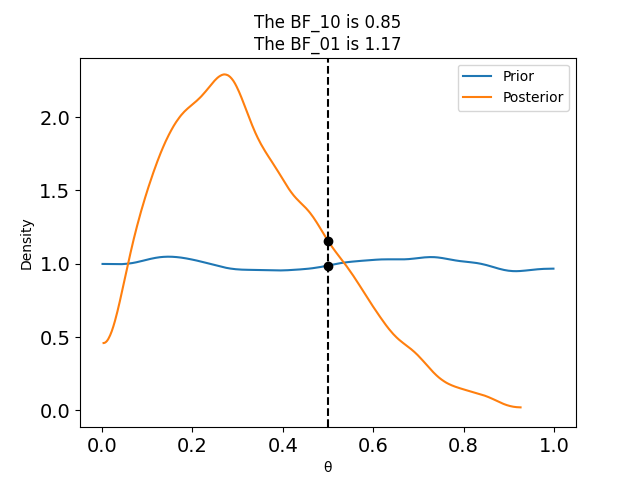 The BF_10 is 0.85
The BF_01 is 1.17
Prior
Posterior
Density
2.0
1.5
1.0
0.5
0.0
0.0 0.2 0.4 0.6 0.8 1.0
θ